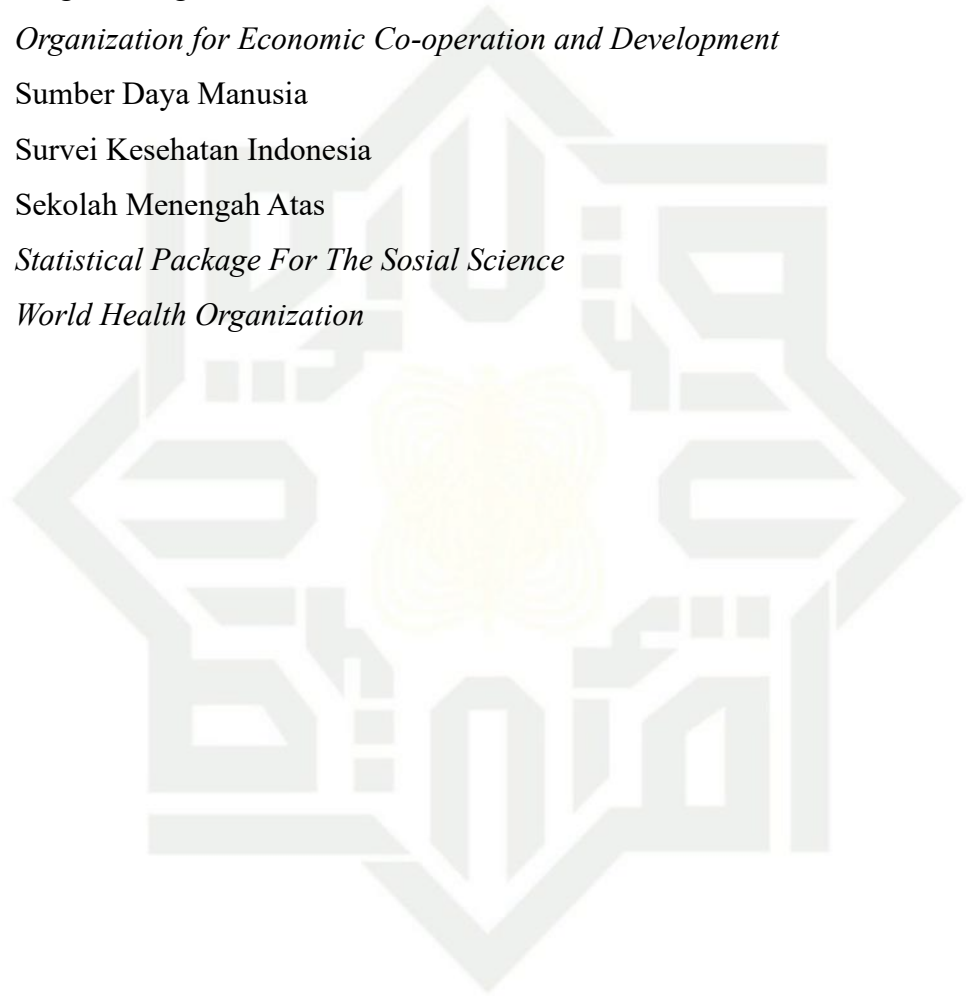 Organization for Economic Co-operation and Development
Sumber Daya Manusia
Survei Kesehatan Indonesia
Sekolah Menengah Atas
Statistical Package For The Sosial Science
World Health Organization